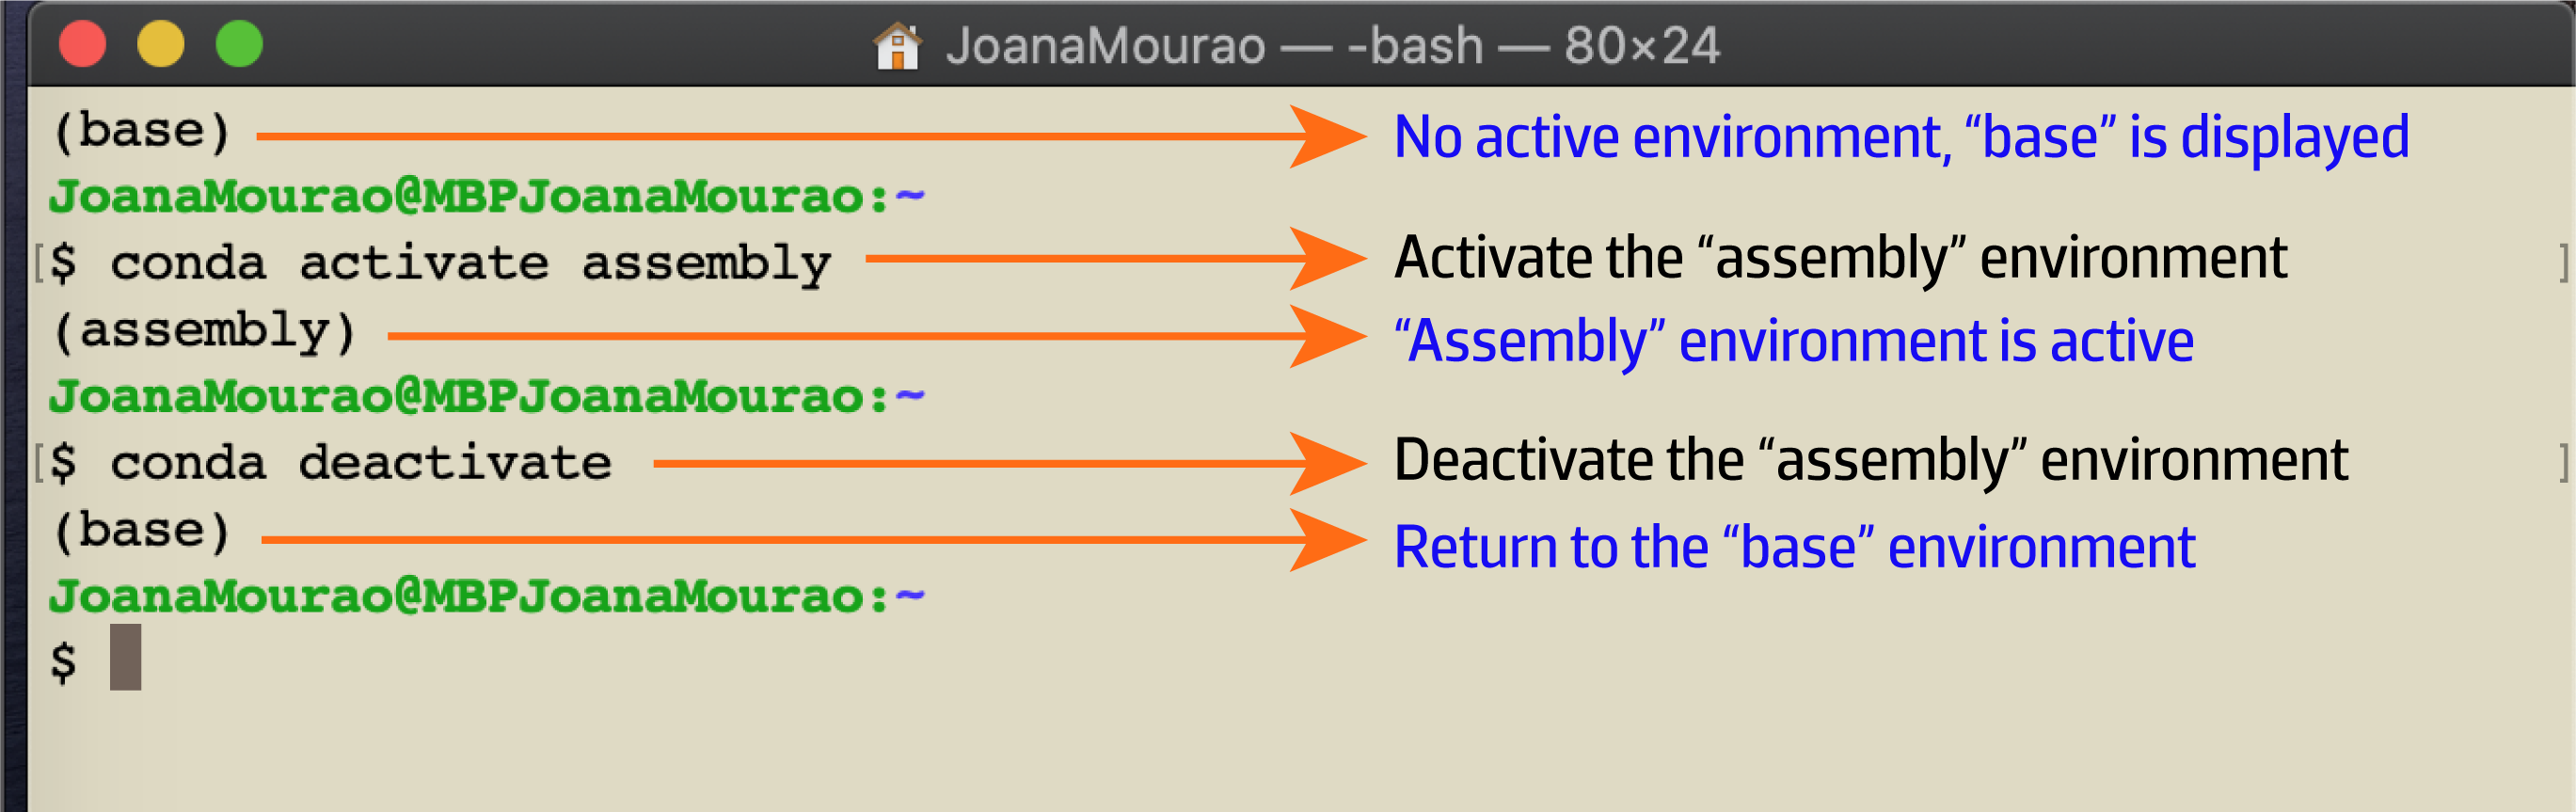 JoanaMourao — -bash — 80×24
(base) No active environment, “base” is displayed
JoanaMourao@MBPJoanaMourao:~
[$ conda activate assembly Activate the “assembly” environment ]
(assembly) “Assembly” environment is active
JoanaMourao@MBPJoanaMourao:~
[$ conda deactivate Deactivate the “assembly” environment ]
(base) Return to the “base” environment
JoanaMourao@MBPJoanaMourao:~
$